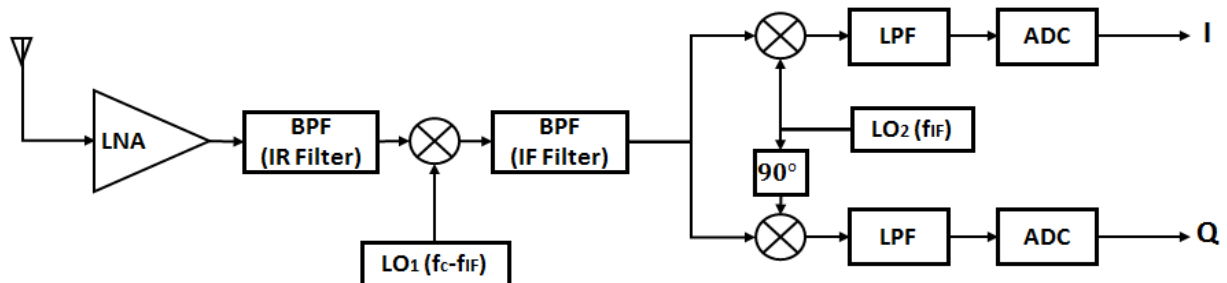 LPF
ADC
I
LNA
BPF
(IR Filter)
BPF
(IF Filter)
LO2 (fIF)
90°
LO1 (fc-fIF)
LPF
ADC
Q